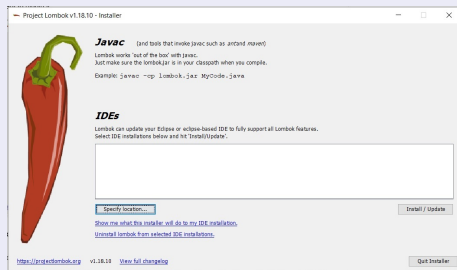 Project Lombok v1.18.10 - Installer
Javac (and tools that invoke javac such as ant and maven)
Lombok works 'out of the box' with javac.
Just make sure the lombok.jar is in your classpath when you compile.
Example: javac -cp lombok.jar MyCode.java
IDEs
Lombok can update your Eclipse or eclipse-based IDE to fully support all Lombok features.
Select IDE installations below and hit 'Install/Update'.
Specify location...
Install / Update
Show me what this installer will do to my IDE installation.
Uninstall lombok from selected IDE installations.
https://projectlombok.org v1.18.10 View full changelog
Quit Installer